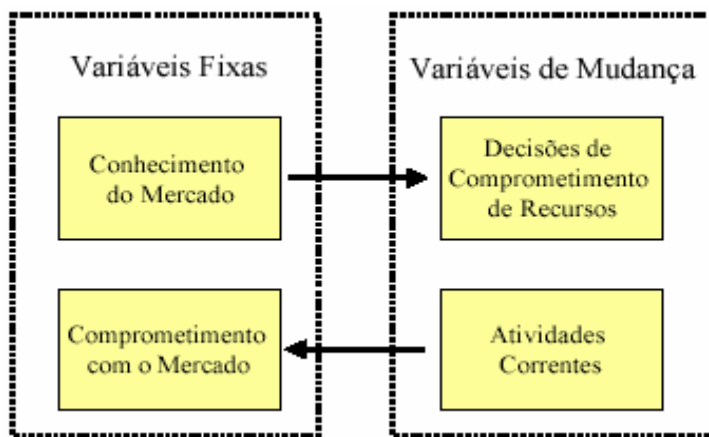 Variáveis Fixas
Conhecimento
do Mercado
Comprometimento
com o Mercado
Variáveis de Mudança
Decisões de
Comprometimento
de Recursos
Atividades
Correntes